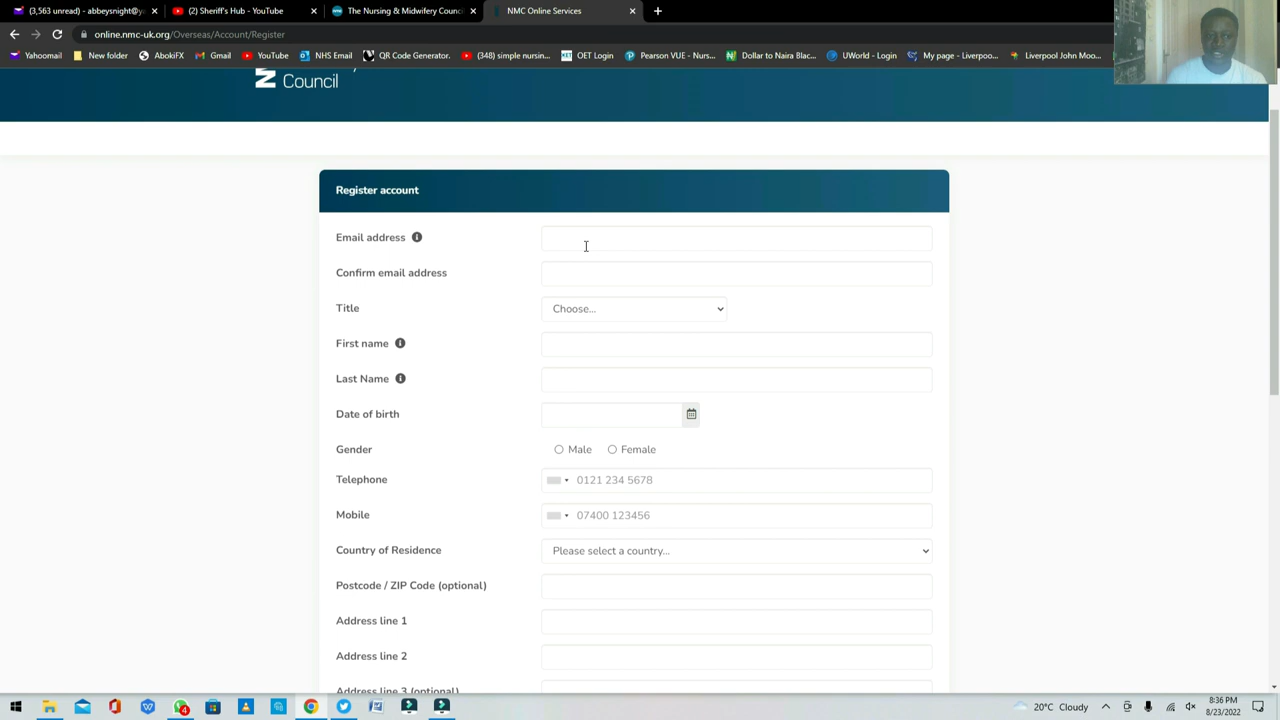 (3,563 unread) - abbeysnight@ya
(2) Sheriff's Hub - YouTube
The Nursing & Midwifery Counci
NMC Online Services
online.nmc-uk.org/Overseas/Account/Register
Yahoomail
New folder
AbokiFX
Gmail
YouTube
NHS Email
QR Code Generator.
(348) simple nursin...
OET Login
Pearson VUE - Nurs...
Dollar to Naira Blac...
UWorld - Login
My page - Liverpoo...
Liverpool John Moo...
Council
Register account
Email address
Confirm email address
Title
Choose...
First name
Last Name
Date of birth
Gender
Male
Female
Telephone
0121 234 5678
Mobile
07400 123456
Country of Residence
Please select a country...
Postcode / ZIP Code (optional)
Address line 1
Address line 2
Address line 3 (optional)
4
20°C Cloudy
8:36 PM
8/23/2022